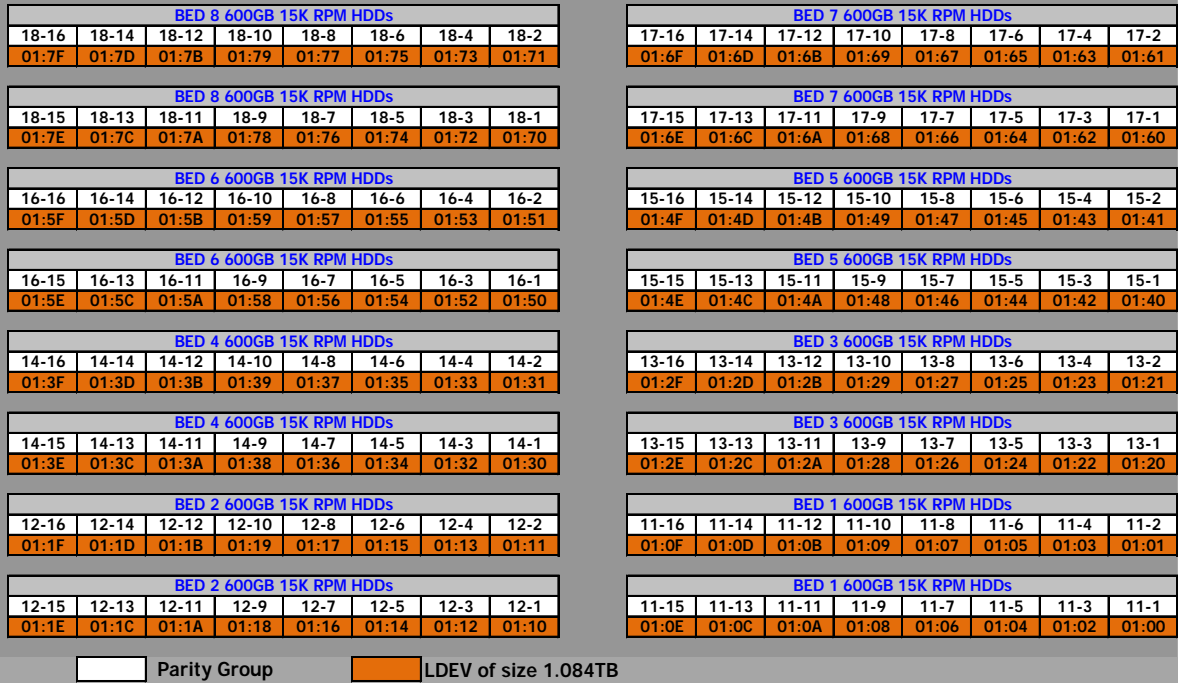 BED 8 600GB 15K RPM HDDs
18-16 18-14 18-12 18-10 18-8 18-6 18-4 18-2
01:7F 01:7D 01:7B 01:79 01:77 01:75 01:73 01:71
BED 7 600GB 15K RPM HDDs
17-16 17-14 17-12 17-10 17-8 17-6 17-4 17-2
01:6F 01:6D 01:6B 01:69 01:67 01:65 01:63 01:61
BED 8 600GB 15K RPM HDDs
18-15 18-13 18-11 18-9 18-7 18-5 18-3 18-1
01:7E 01:7C 01:7A 01:78 01:76 01:74 01:72 01:70
BED 7 600GB 15K RPM HDDs
17-15 17-13 17-11 17-9 17-7 17-5 17-3 17-1
01:6E 01:6C 01:6A 01:68 01:66 01:64 01:62 01:60
BED 6 600GB 15K RPM HDDs
16-16 16-14 16-12 16-10 16-8 16-6 16-4 16-2
01:5F 01:5D 01:5B 01:59 01:57 01:55 01:53 01:51
BED 5 600GB 15K RPM HDDs
15-16 15-14 15-12 15-10 15-8 15-6 15-4 15-2
01:4F 01:4D 01:4B 01:49 01:47 01:45 01:43 01:41
BED 6 600GB 15K RPM HDDs
16-15 16-13 16-11 16-9 16-7 16-5 16-3 16-1
01:5E 01:5C 01:5A 01:58 01:56 01:54 01:52 01:50
BED 5 600GB 15K RPM HDDs
15-15 15-13 15-11 15-9 15-7 15-5 15-3 15-1
01:4E 01:4C 01:4A 01:48 01:46 01:44 01:42 01:40
BED 4 600GB 15K RPM HDDs
14-16 14-14 14-12 14-10 14-8 14-6 14-4 14-2
01:3F 01:3D 01:3B 01:39 01:37 01:35 01:33 01:31
BED 3 600GB 15K RPM HDDs
13-16 13-14 13-12 13-10 13-8 13-6 13-4 13-2
01:2F 01:2D 01:2B 01:29 01:27 01:25 01:23 01:21
BED 4 600GB 15K RPM HDDs
14-15 14-13 14-11 14-9 14-7 14-5 14-3 14-1
01:3E 01:3C 01:3A 01:38 01:36 01:34 01:32 01:30
BED 3 600GB 15K RPM HDDs
13-15 13-13 13-11 13-9 13-7 13-5 13-3 13-1
01:2E 01:2C 01:2A 01:28 01:26 01:24 01:22 01:20
BED 2 600GB 15K RPM HDDs
12-16 12-14 12-12 12-10 12-8 12-6 12-4 12-2
01:1F 01:1D 01:1B 01:19 01:17 01:15 01:13 01:11
BED 1 600GB 15K RPM HDDs
11-16 11-14 11-12 11-10 11-8 11-6 11-4 11-2
01:0F 01:0D 01:0B 01:09 01:07 01:05 01:03 01:01
BED 2 600GB 15K RPM HDDs
12-15 12-13 12-11 12-9 12-7 12-5 12-3 12-1
01:1E 01:1C 01:1A 01:18 01:16 01:14 01:12 01:10
BED 1 600GB 15K RPM HDDs
11-15 11-13 11-11 11-9 11-7 11-5 11-3 11-1
01:0E 01:0C 01:0A 01:08 01:06 01:04 01:02 01:00
Parity Group
LDEV of size 1.084TB